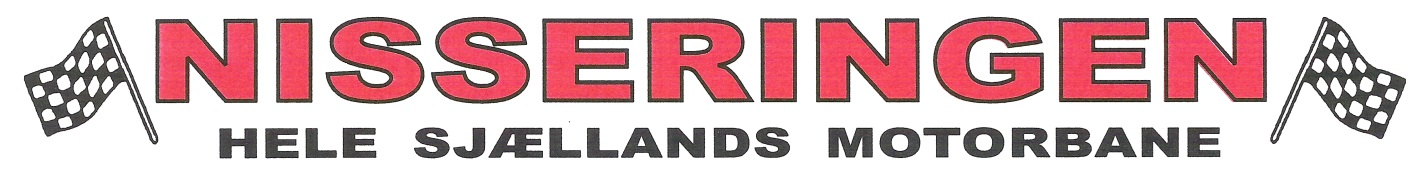 NISSERINGEN
HELE SJÆLLANDS MOTORBANE